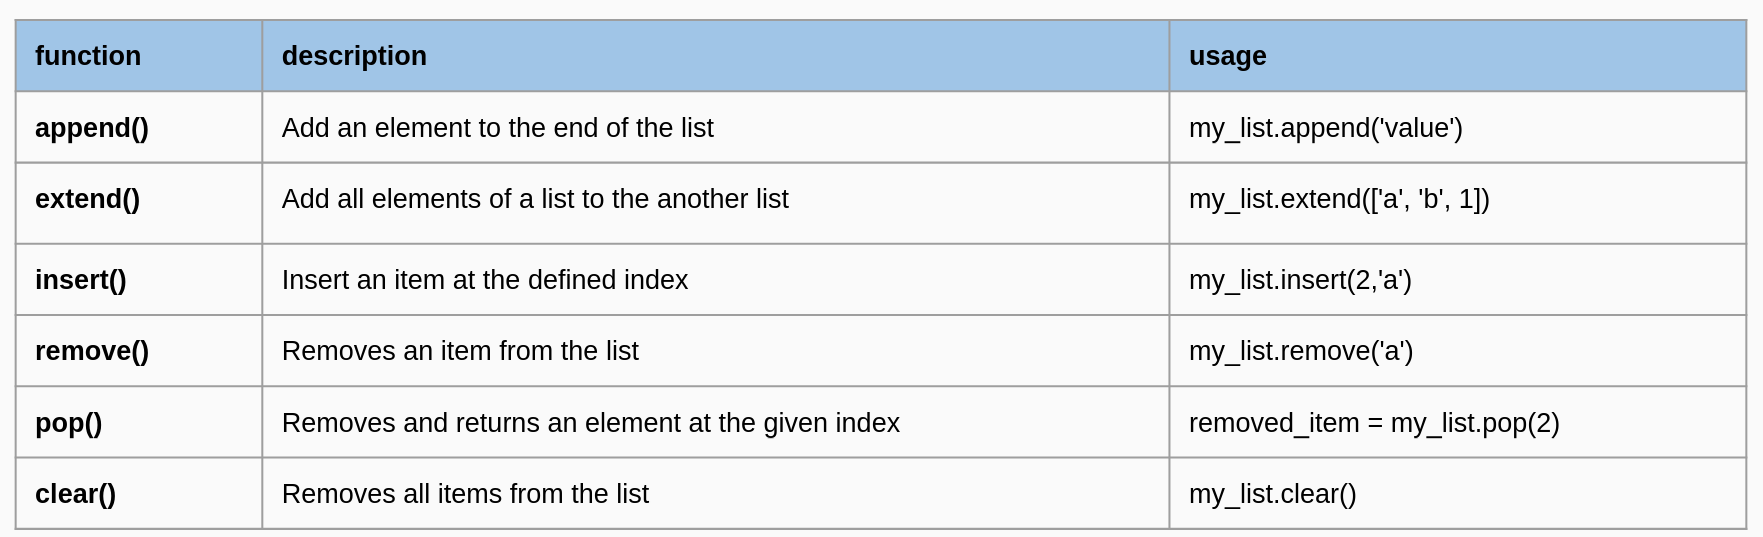 function description usage
append() Add an element to the end of the list my_list.append('value')
extend() Add all elements of a list to the another list my_list.extend(['a', 'b', 1])
insert() Insert an item at the defined index my_list.insert(2,'a')
remove() Removes an item from the list my_list.remove('a')
pop() Removes and returns an element at the given index removed_item = my_list.pop(2)
clear() Removes all items from the list my_list.clear()